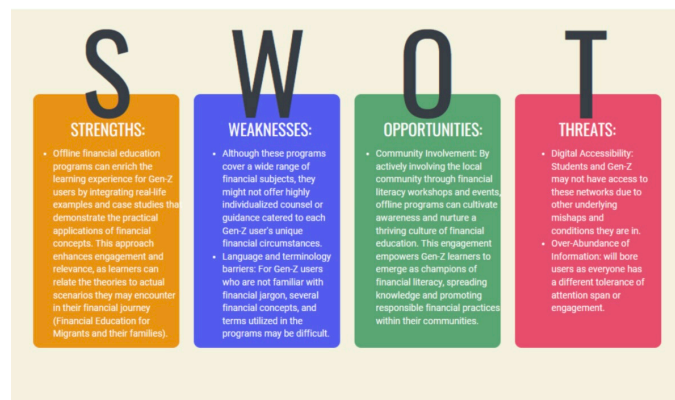 S W O T
STRENGTHS:
• Offline financial education
programs can enrich the
learning experience for Gen-Z
users by integrating real-life
examples and case studies that
demonstrate the practical
applications of financial
concepts. This approach
enhances engagement and
relevance, as learners can
relate the theories to actual
scenarios they may encounter
in their financial journey
(Financial Education for
Migrants and their families).
WEAKNESSES:
• Although these programs
cover a wide range of
financial subjects, they
might not offer highly
individualized counsel or
guidance catered to each
Gen-Z user's unique
financial circumstances.
• Language and terminology
barriers: For Gen-Z users
who are not familiar with
financial jargon, several
financial concepts, and
terms utilized in the
programs may be difficult.
OPPORTUNITIES:
• Community Involvement: By
actively involving the local
community through financial
literacy workshops and events,
offline programs can cultivate
awareness and nurture a
thriving culture of financial
education. This engagement
empowers Gen-Z learners to
emerge as champions of
financial literacy, spreading
knowledge and promoting
responsible financial practices
within their communities.
THREATS:
• Digital Accessibility:
Students and Gen-Z
may not have access to
these networks due to
other underlying
mishaps and
conditions they are in.
• Over-Abundance of
Information: will bore
users as everyone has
a different tolerance of
attention span or
engagement.